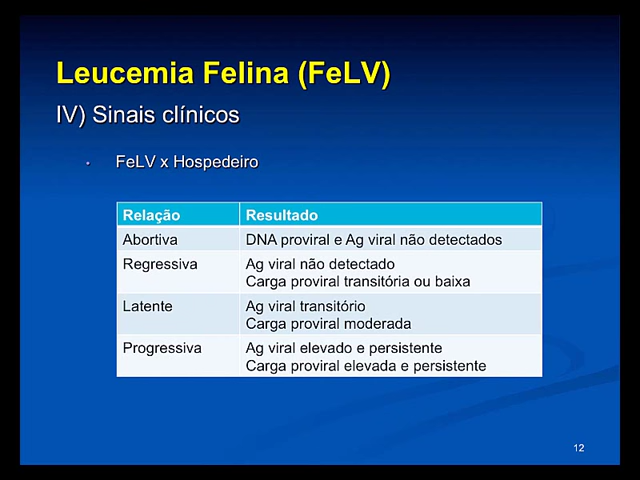 Leucemia Felina (FeLV)
IV) Sinais clínicos
• FeLV x Hospedeiro
Relação Resultado
Abortiva DNA proviral e Ag viral não detectados
Regressiva Ag viral não detectado
Carga proviral transitória ou baixa
Latente Ag viral transitório
Carga proviral moderada
Progressiva Ag viral elevado e persistente
Carga proviral elevada e persistente
12